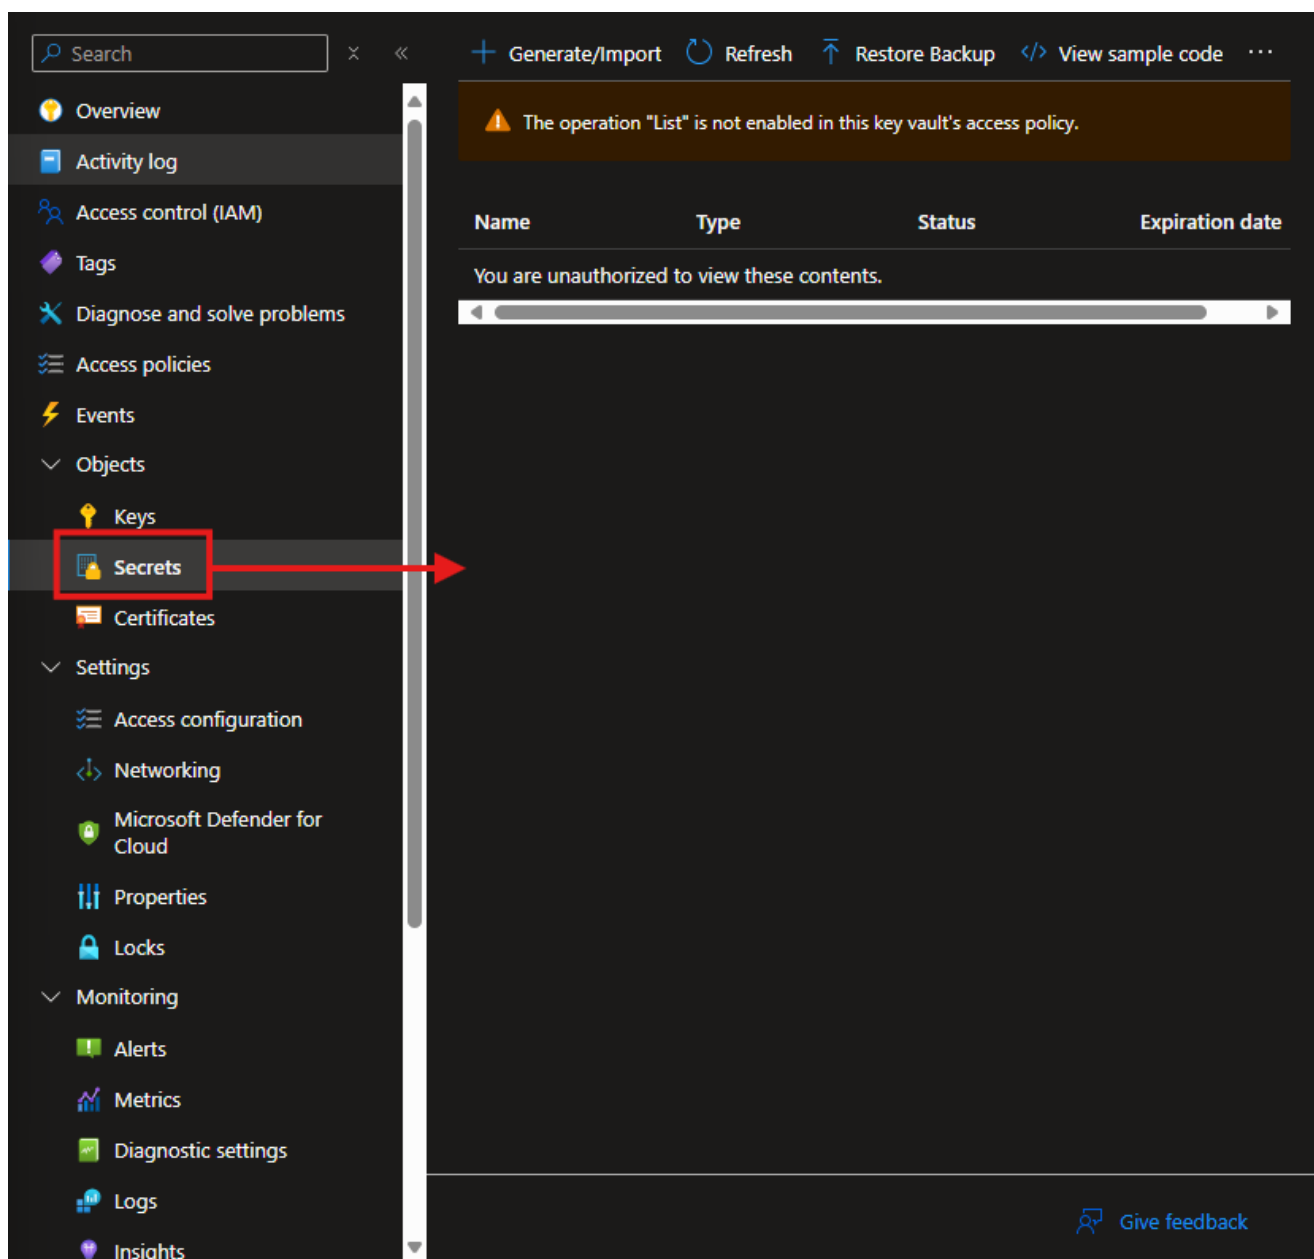 Search
Overview
Activity log
Access control (IAM)
Tags
Diagnose and solve problems
Access policies
Events
Objects
Keys
Secrets
Certificates
Settings
Access configuration
Networking
Microsoft Defender for
Cloud
Properties
Locks
Monitoring
Alerts
Metrics
Diagnostic settings
Logs
Insights
Generate/Import Refresh Restore Backup View sample code
The operation "List" is not enabled in this key vault's access policy.
Name Type Status Expiration date
You are unauthorized to view these contents.
Give feedback